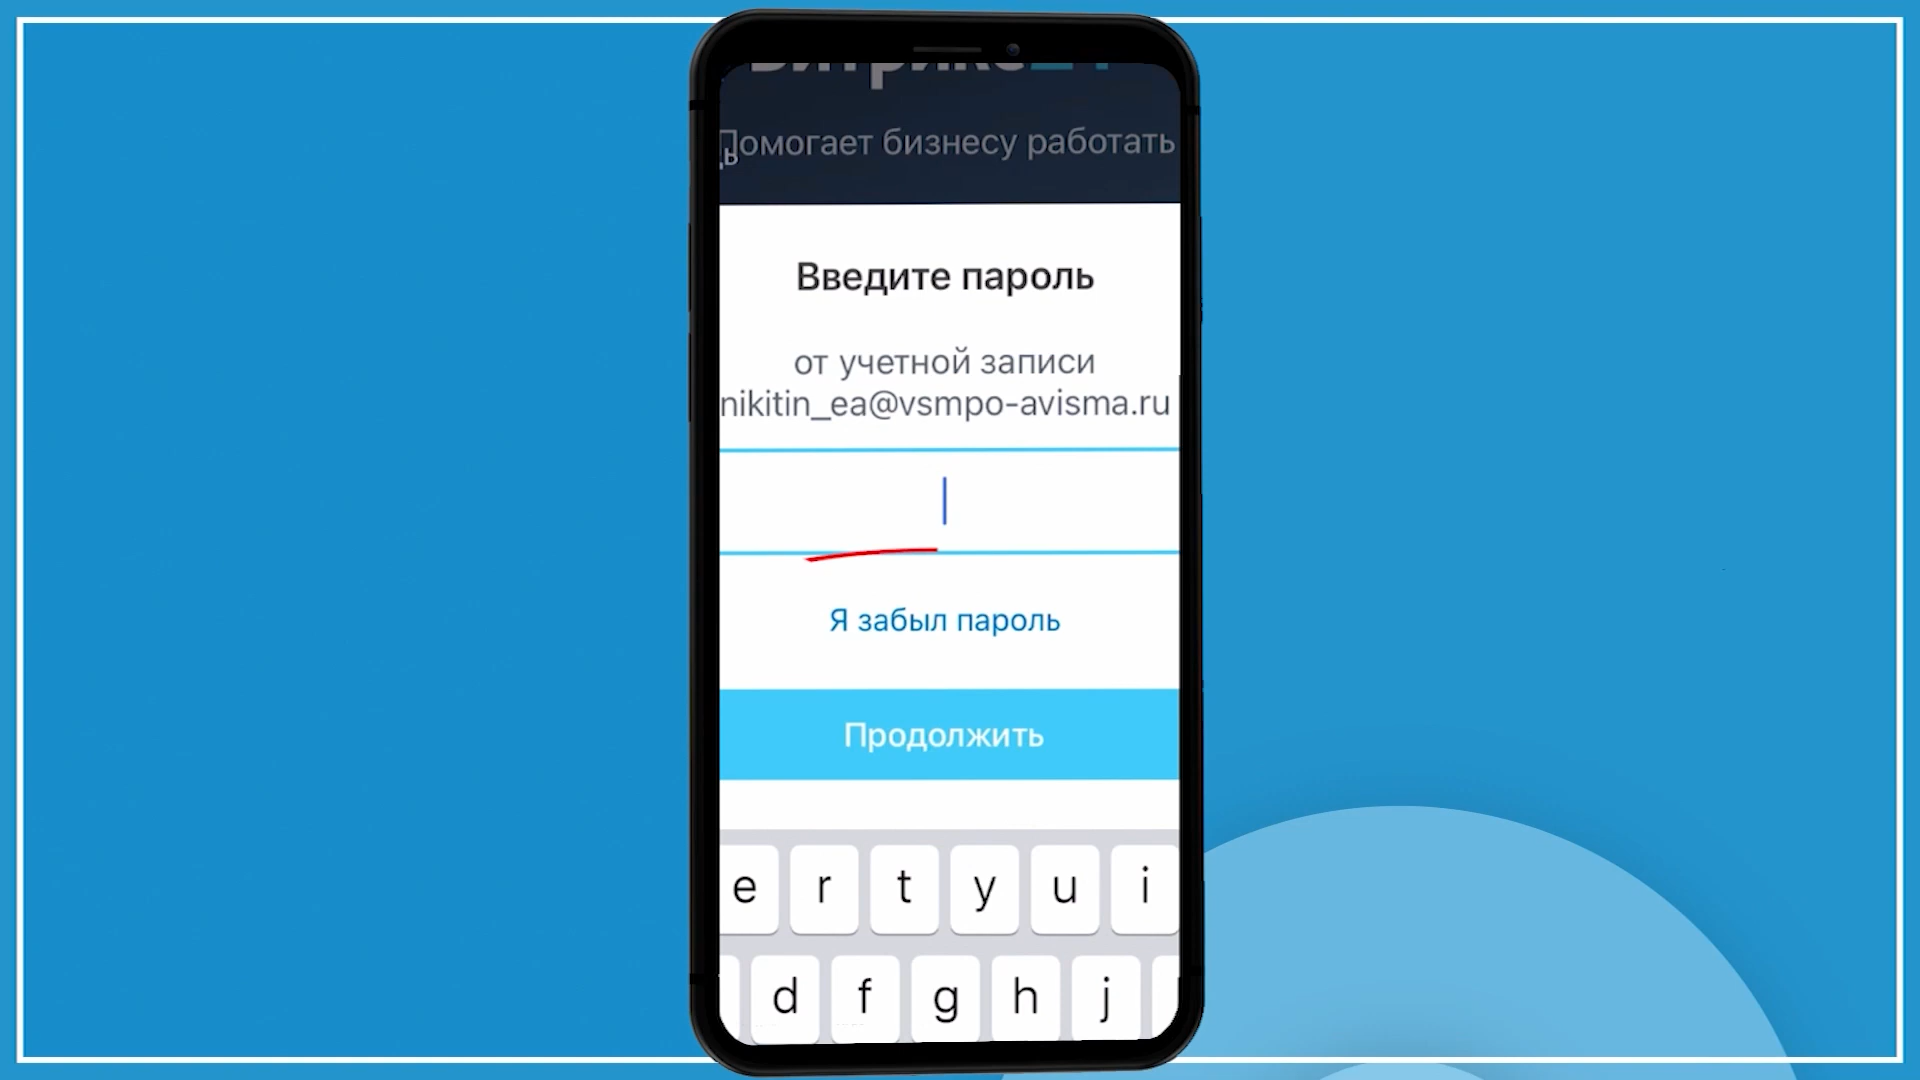 Помогает бизнесу работать
Введите пароль
от учетной записи
nikitin_ea@vsmpo-avisma.ru
Я забыл пароль
Продолжить
e r t y u i
d f g h j